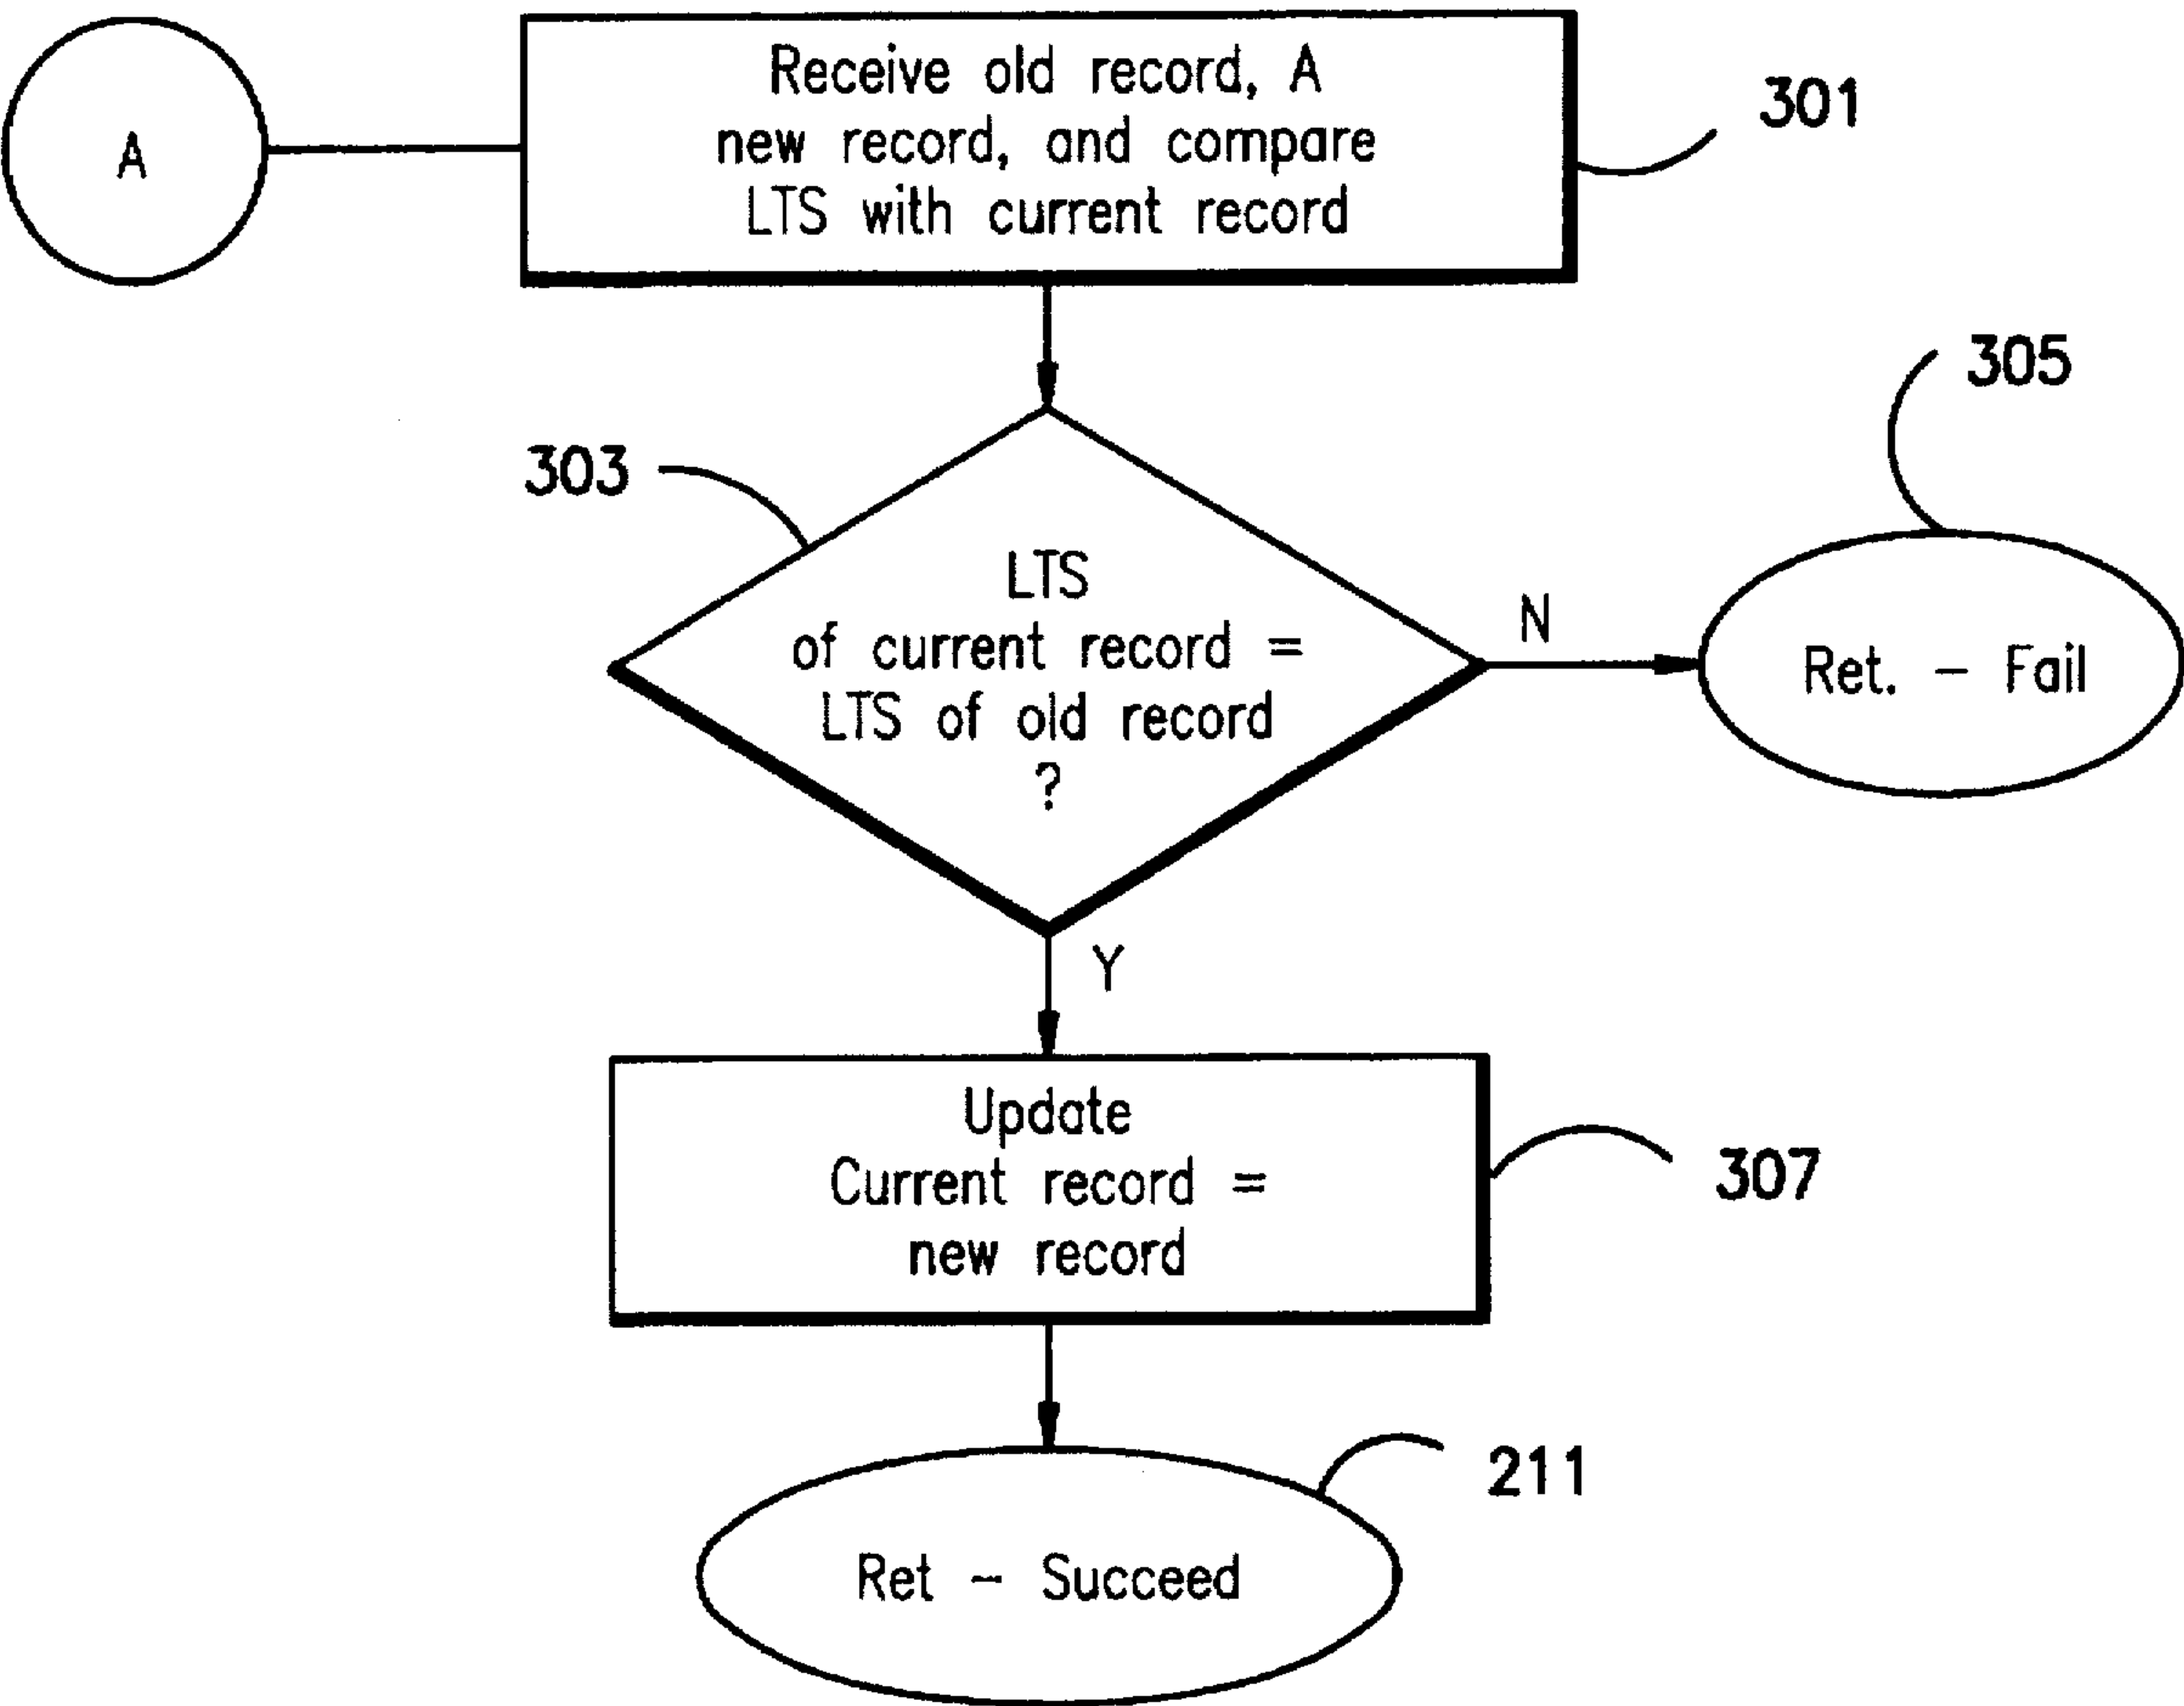 A
Receive old record, A
new record, and compare
LTS with current record
301
305
303
LTS
of current record =
LTS of old record
?
N
Ret. - Fail
Y
Update
Current record =
new record
307
211
Ret - Succeed